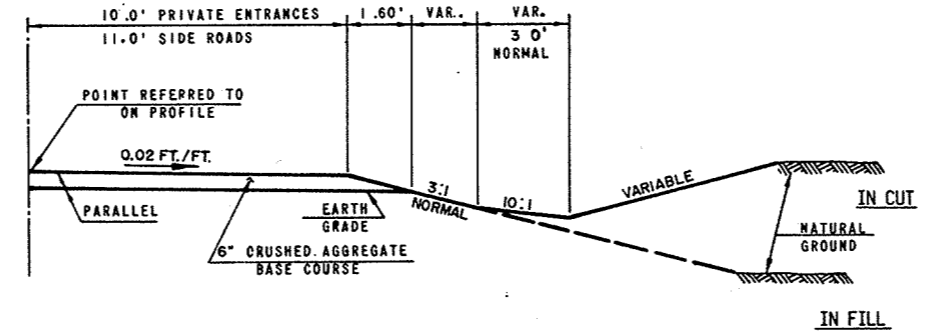 10.0' PRIVATE ENTRANCES
1.60'
VAR..
VAR.
11.0' SIDE ROADS
3 0'
NORMAL
POINT REFERRED TO
ON PROFILE
0.02 FT./FT.
PARALLEL
EARTH
GRADE
3:1
NORMAL
10:1
VARIABLE
IN CUT
NATURAL
GROUND
6" CRUSHED. AGGREGATE
BASE COURSE
IN FILL